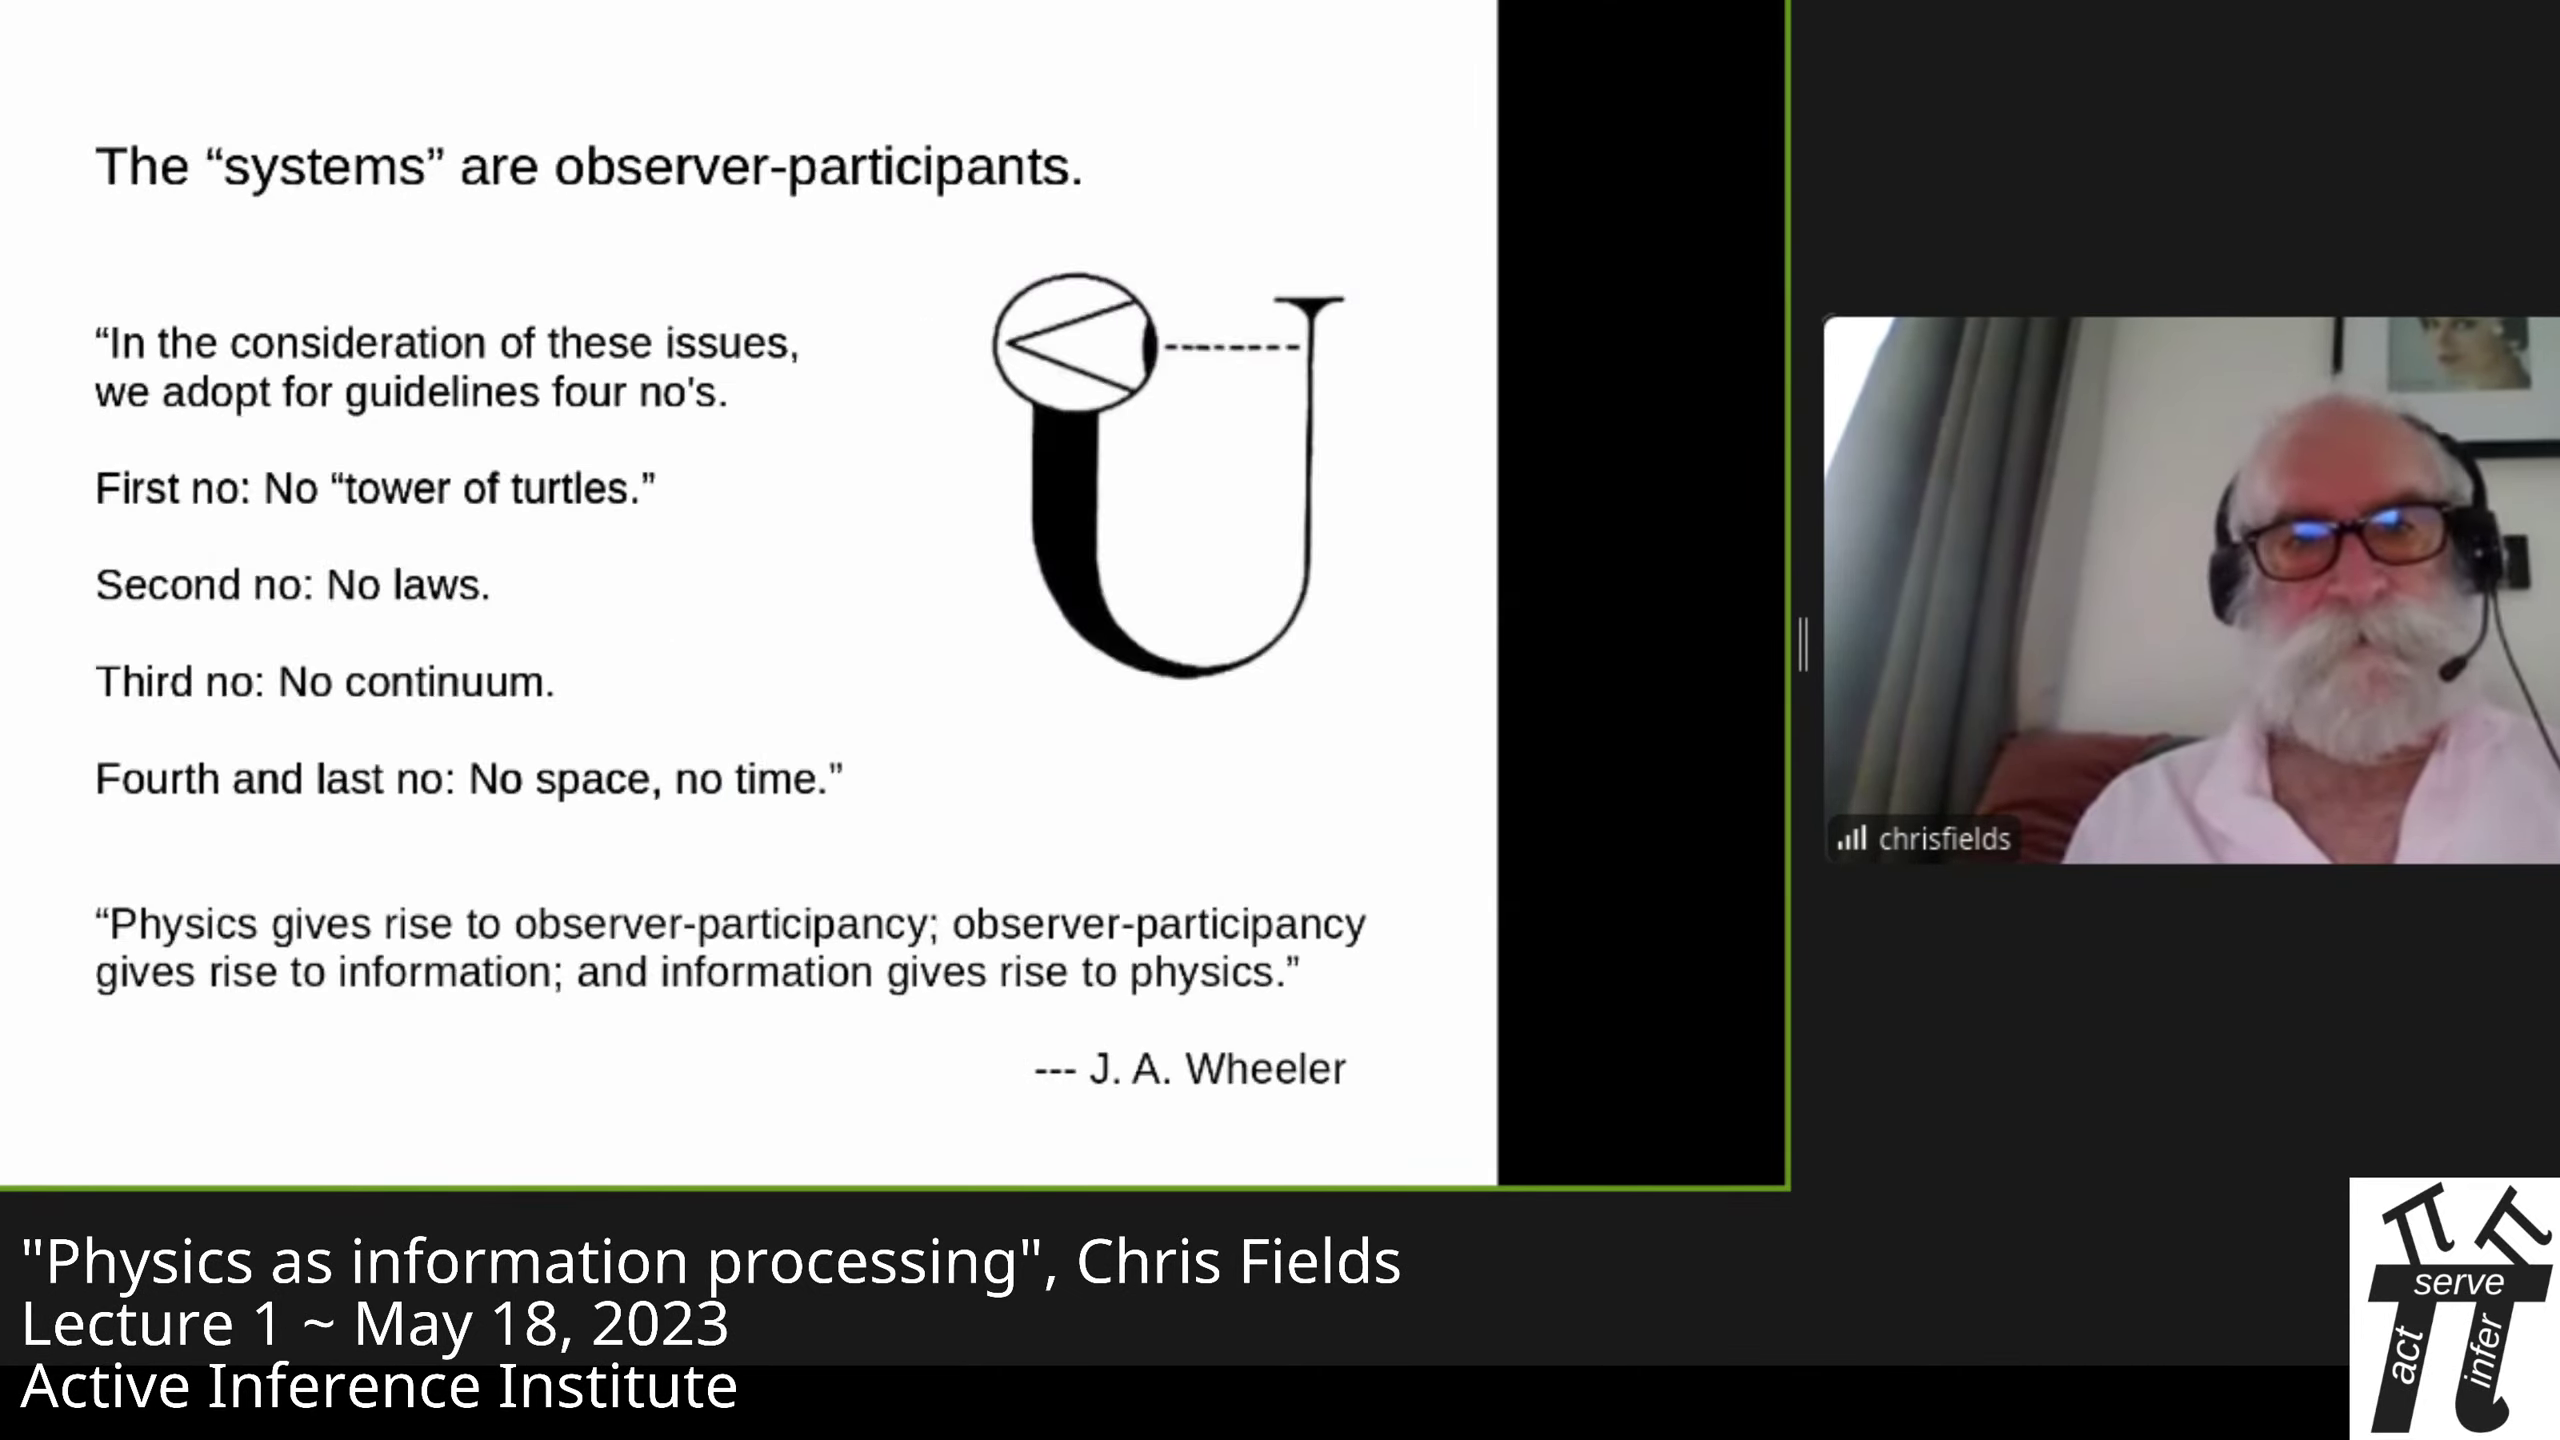 The “systems” are observer-participants.
“In the consideration of these issues,
we adopt for guidelines four no's.
First no: No “tower of turtles.”
Second no: No laws.
Third no: No continuum.
Fourth and last no: No space, no time.”
“Physics gives rise to observer-participancy; observer-participancy
gives rise to information; and information gives rise to physics.”
--- J. A. Wheeler
chrisfields
"Physics as information processing", Chris Fields
Lecture 1 ~ May 18, 2023
Active Inference Institute
serve
act
infer